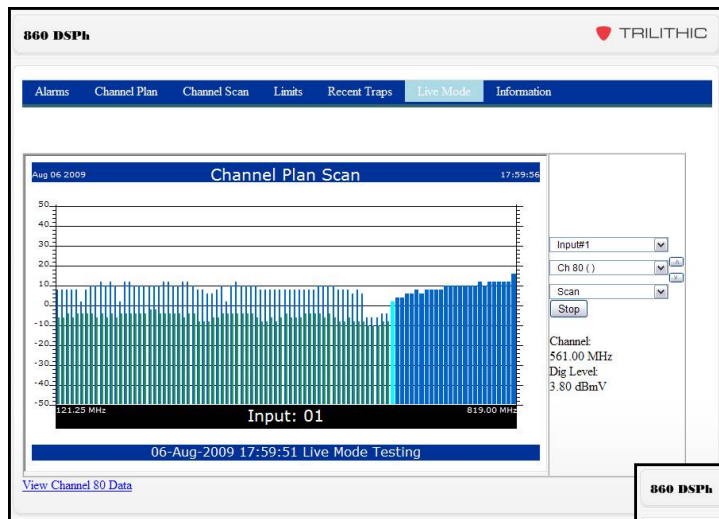 860 DSPh
TRILITHIC
Alarms Channel Plan Channel Scan Limits Recent Traps Live Mode Information
Aug 06 2009 Channel Plan Scan 17:59:56
50
40
30
20
10
0
-10
-20
-30
-40
-50
121.25 MHz Input: 01 819.00 MHz
06-Aug-2009 17:59:51 Live Mode Testing
Input#1
Ch 80 ( )
Scan
Stop
Channel:
561.00 MHz
Dig Level:
3.80 dBmV
View Channel 80 Data
860 DSPh